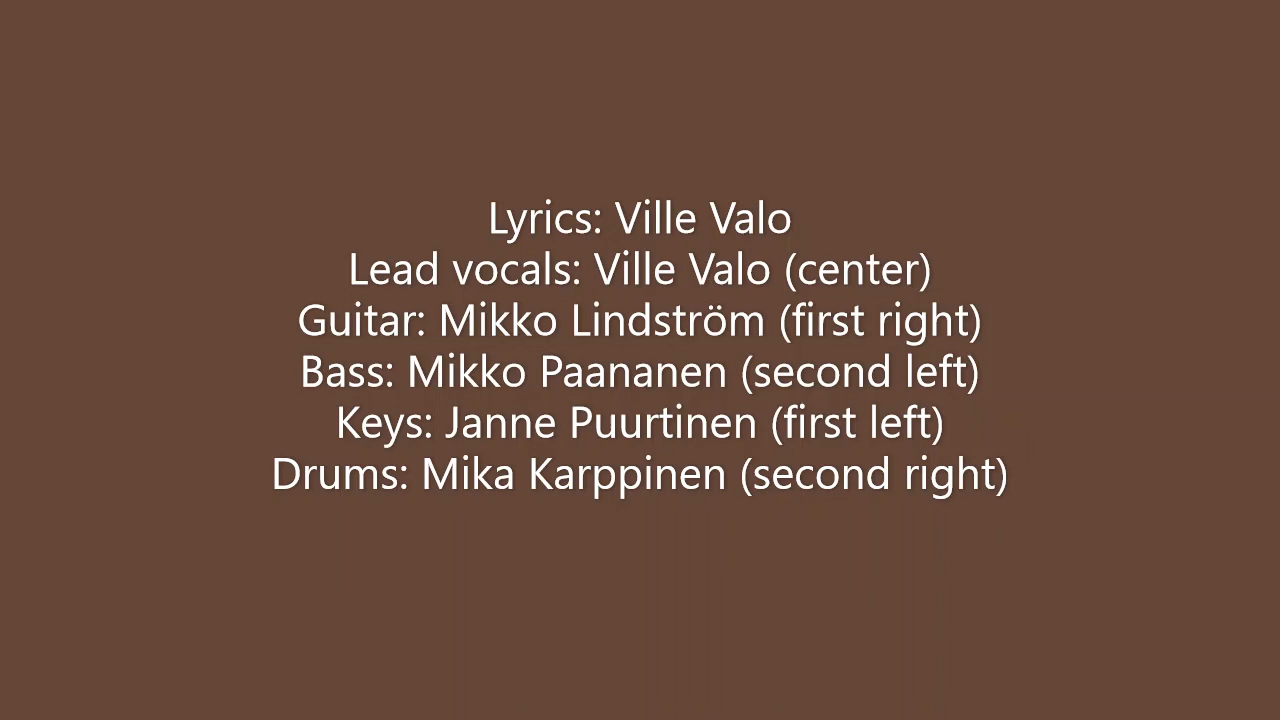 Lyrics: Ville Valo
Lead vocals: Ville Valo (center)
Guitar: Mikko Lindström (first right)
Bass: Mikko Paananen (second left)
Keys: Janne Puurtinen (first left)
Drums: Mika Karppinen (second right)